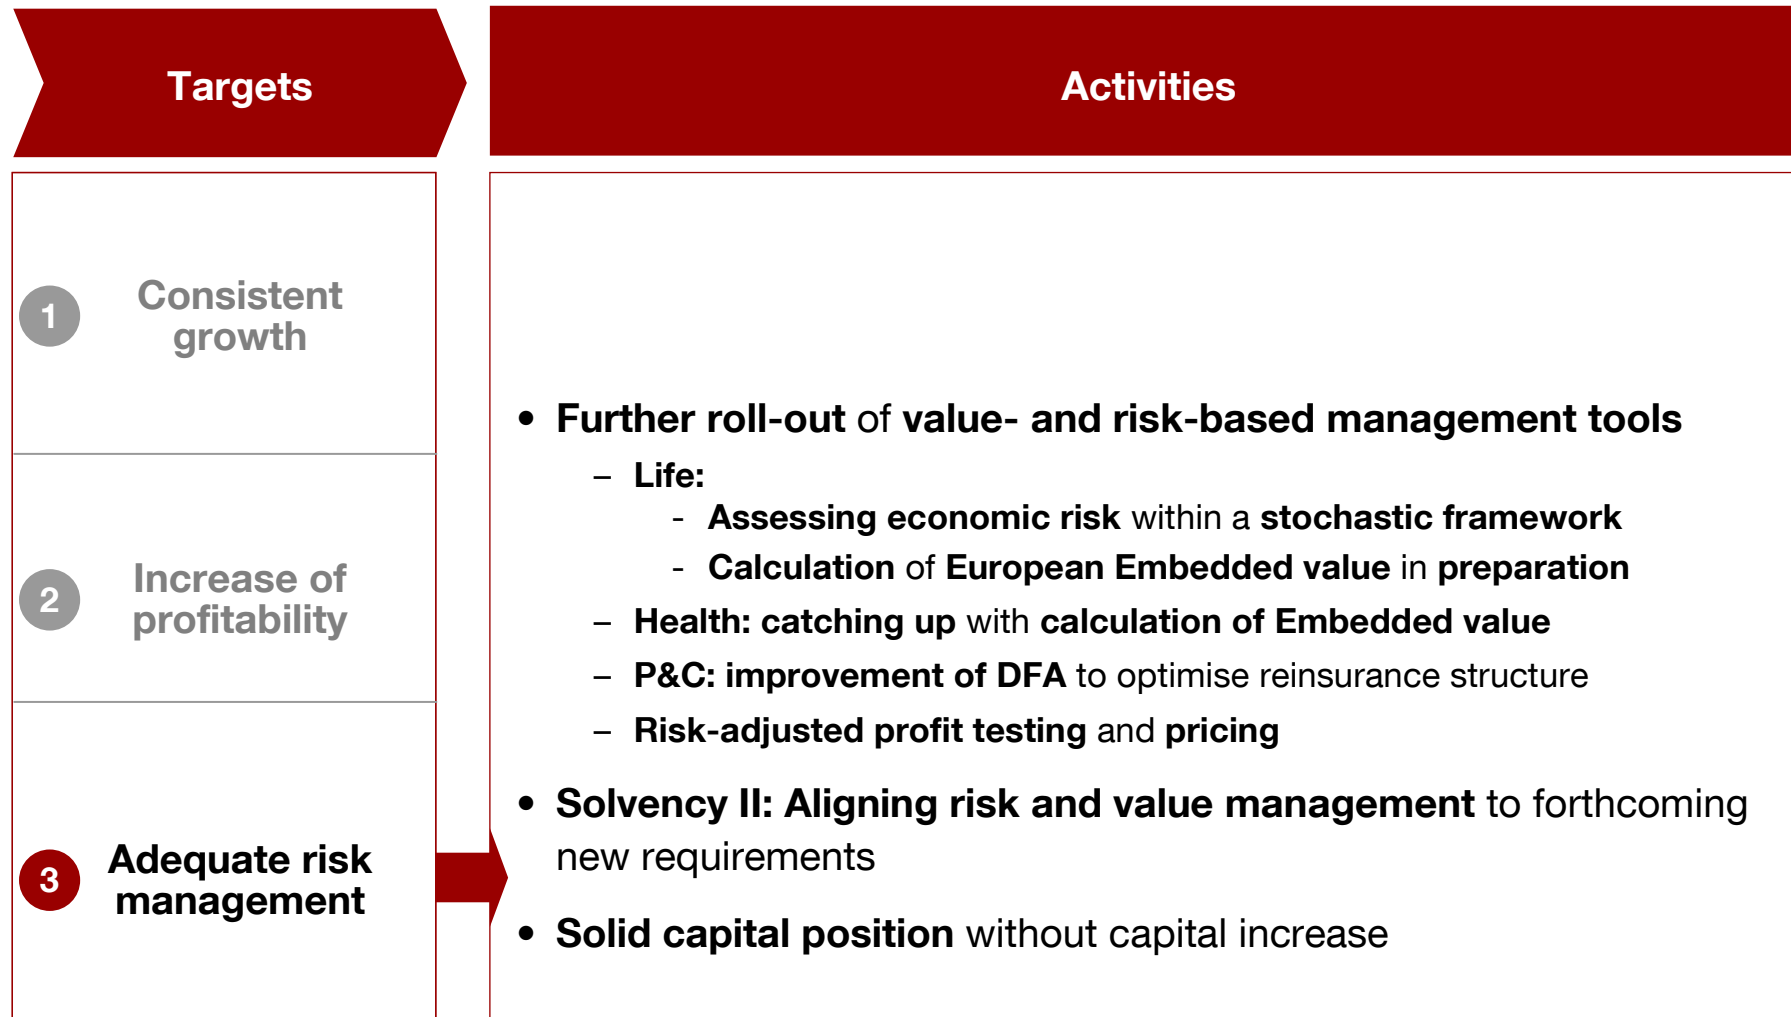 Targets
Activities
1
Consistent
growth
2
Increase of
profitability
3
Adequate risk
management
• Further roll-out of value- and risk-based management tools
– Life:
- Assessing economic risk within a stochastic framework
- Calculation of European Embedded value in preparation
– Health: catching up with calculation of Embedded value
– P&C: improvement of DFA to optimise reinsurance structure
– Risk-adjusted profit testing and pricing
• Solvency II: Aligning risk and value management to forthcoming
new requirements
• Solid capital position without capital increase